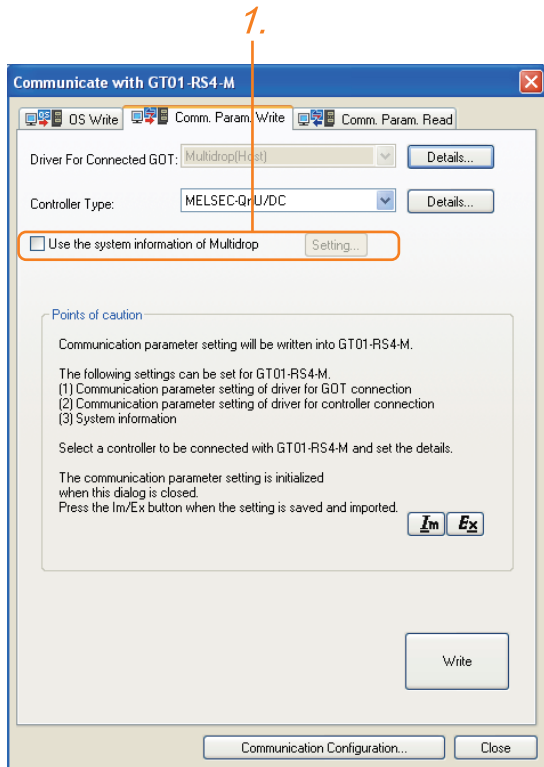 1.
Communicate with GT01-RS4-M
OS Write Comm. Param. Write Comm. Param. Read
Driver For Connected GOT: Multidrop(Host) Details...
Controller Type: MELSEC-QnU/DC Details...
Use the system information of Multidrop Setting...
Points of caution
Communication parameter setting will be written into GT01-RS4-M.
The following settings can be set for GT01-RS4-M.
(1) Communication parameter setting of driver for GOT connection
(2) Communication parameter setting of driver for controller connection
(3) System information
Select a controller to be connected with GT01-RS4-M and set the details.
The communication parameter setting is initialized
when this dialog is closed.
Press the Im/Ex button when the setting is saved and imported.
Im Ex
Write
Communication Configuration... Close